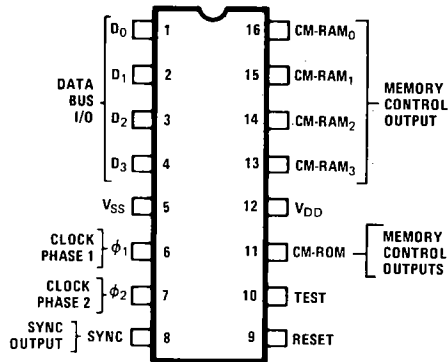 D₀ 1 16 CM-RAM₀
D₁ 2 15 CM-RAM₁
DATA
BUS
I/O
D₂ 3 14 CM-RAM₂
MEMORY
CONTROL
OUTPUT
D₃ 4 13 CM-RAM₃
V_SS 5 12 V_DD
CLOCK
PHASE 1
ϕ₁ 6 11 CM-ROM
MEMORY
CONTROL
OUTPUTS
CLOCK
PHASE 2
ϕ₂ 7 10 TEST
SYNC
OUTPUT
SYNC 8 9 RESET